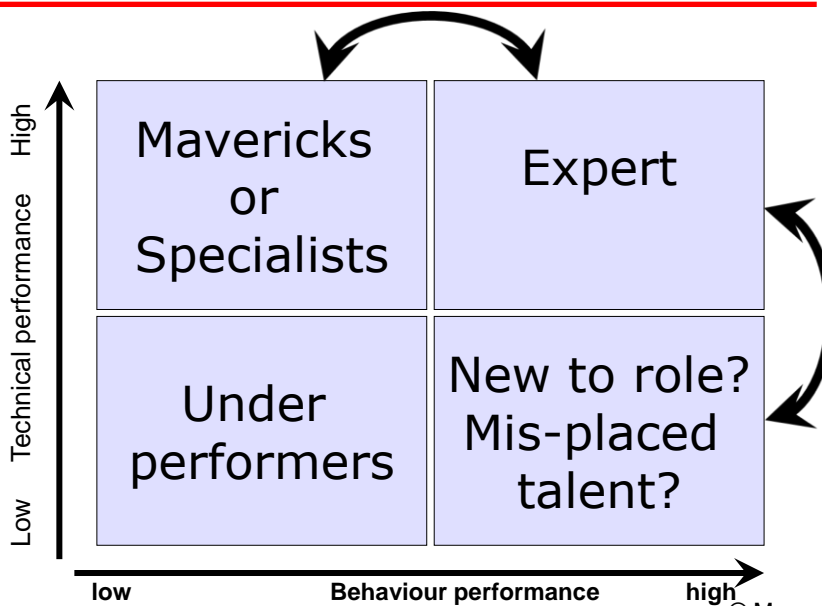 High
Technical performance
Low
Mavericks
or
Specialists
Expert
Under
performers
New to role?
Mis-placed
talent?
low
Behaviour performance
high
© M